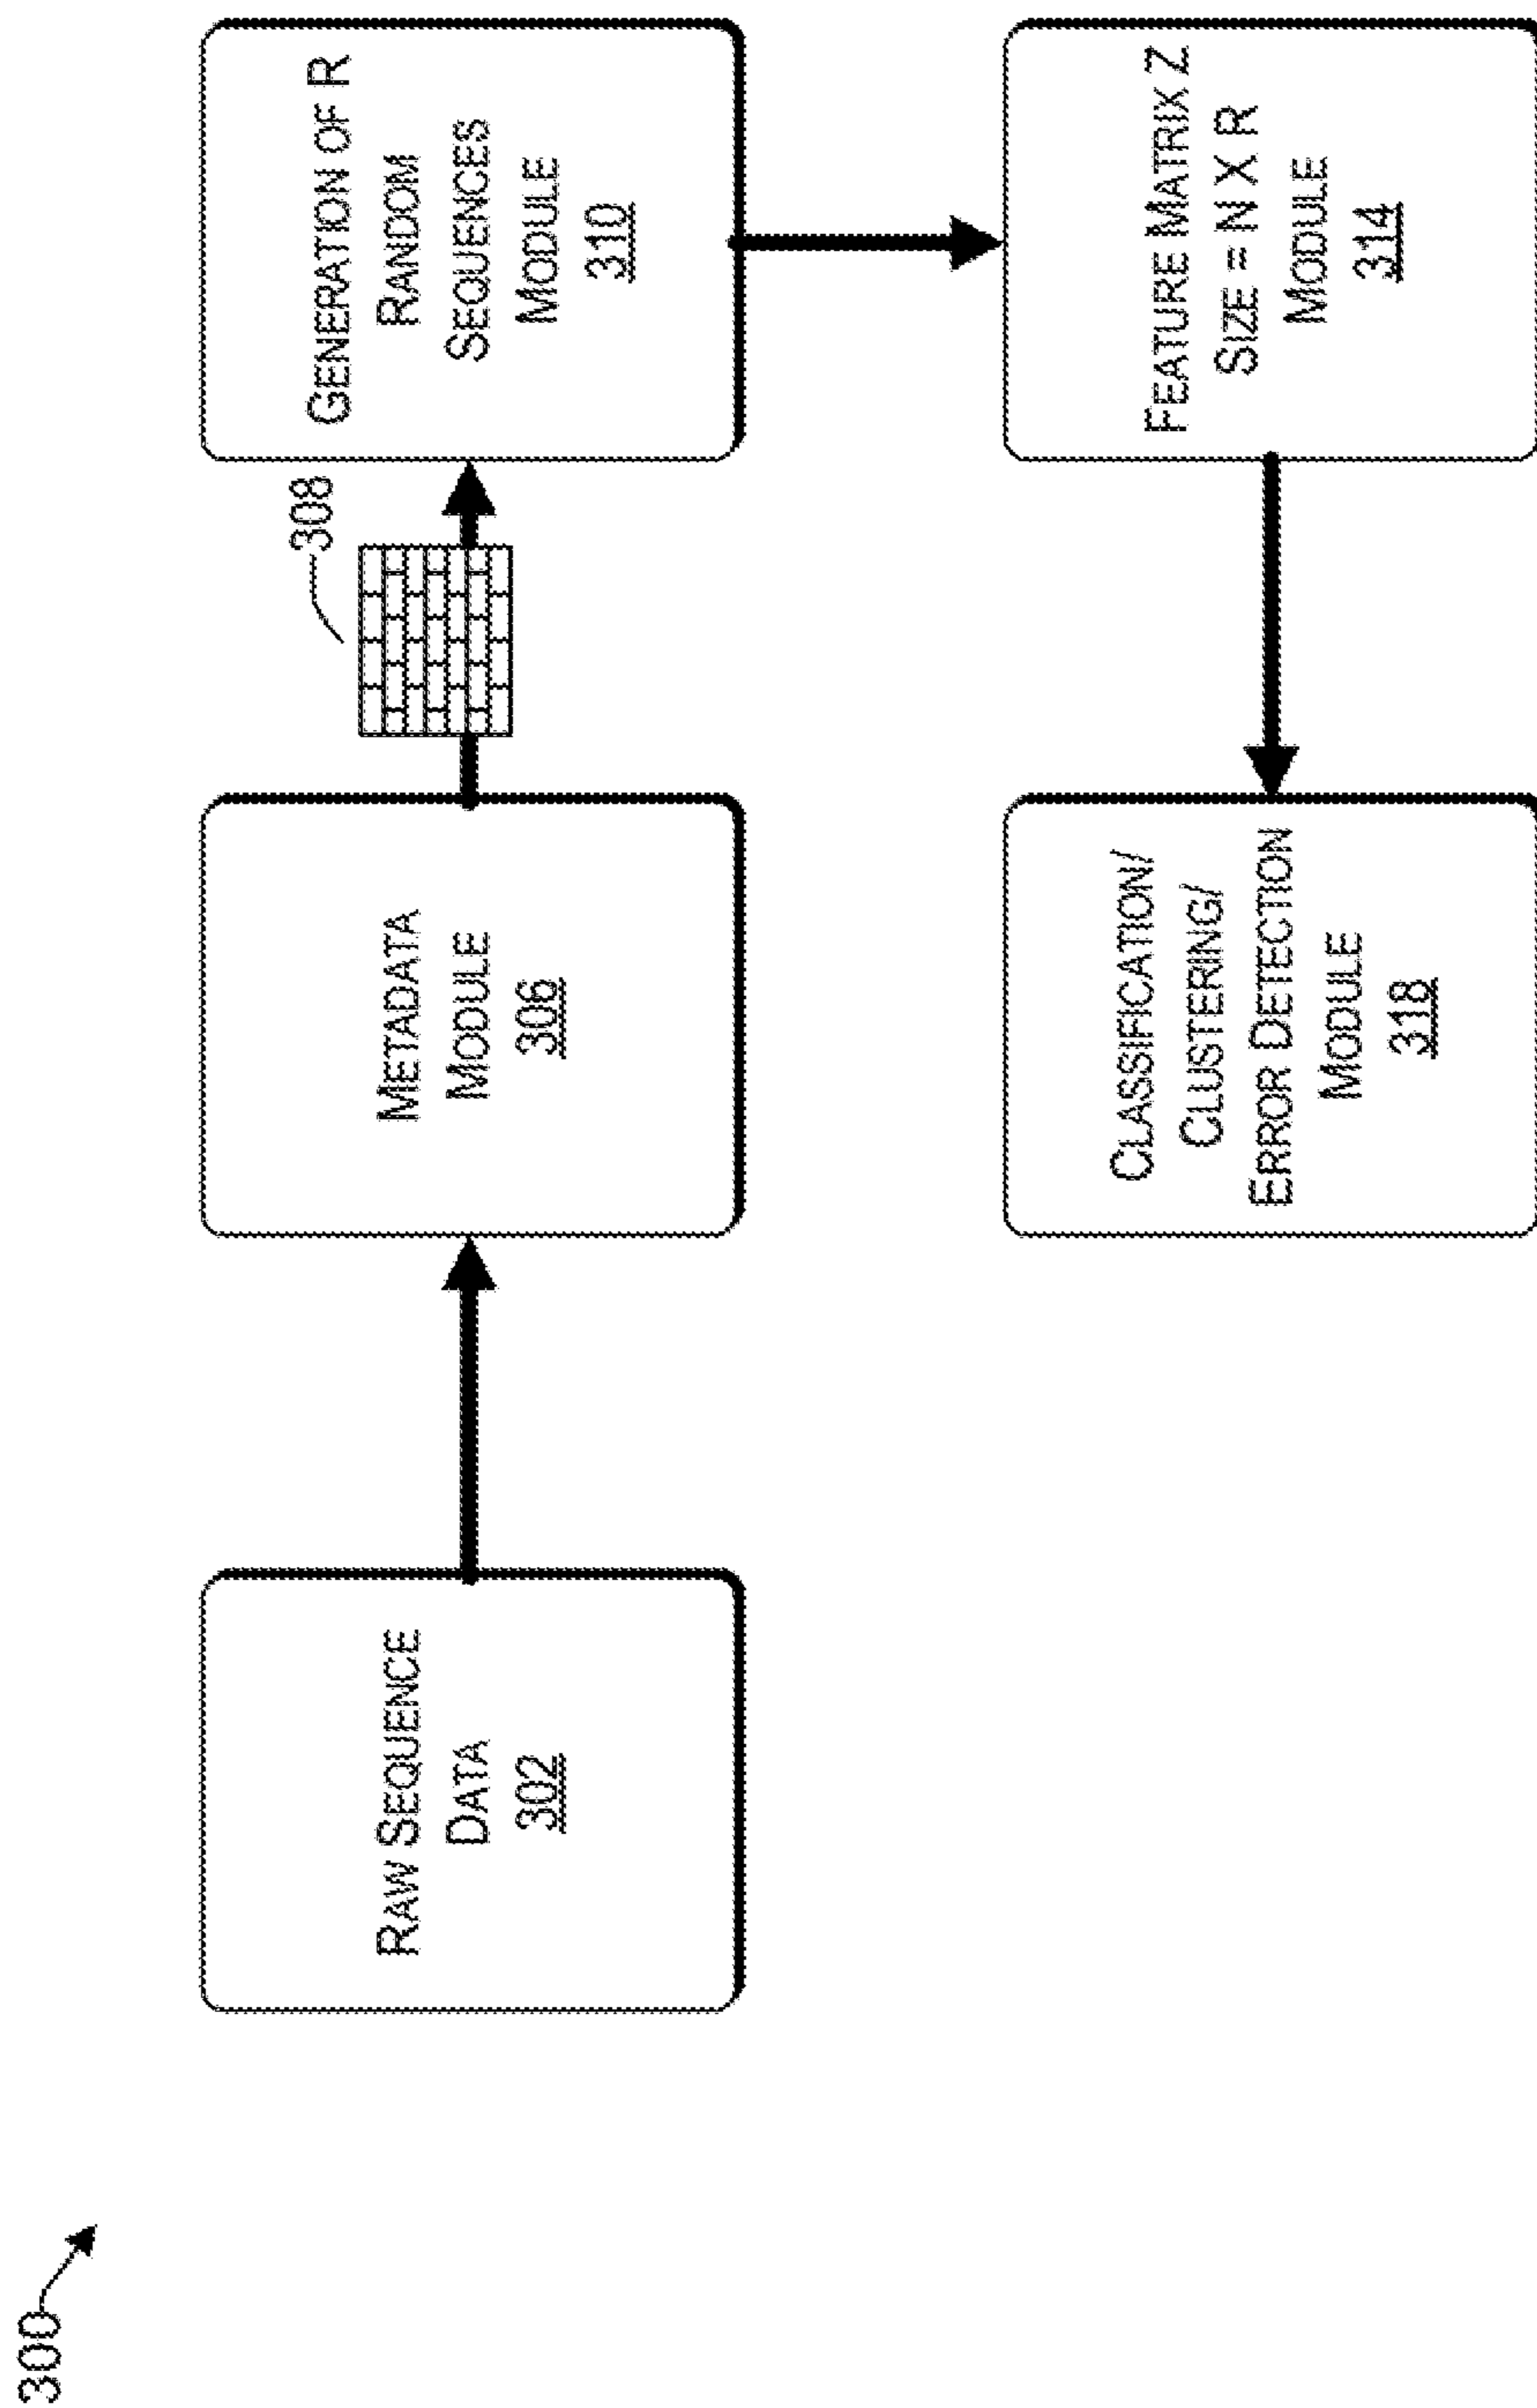 300
RAW SEQUENCE
DATA
302
METADATA
MODULE
306
308
GENERATION OF R
RANDOM
SEQUENCES
MODULE
310
FEATURE MATRIX Z
SIZE = N X R
MODULE
314
CLASSIFICATION/
CLUSTERING/
ERROR DETECTION
MODULE
318